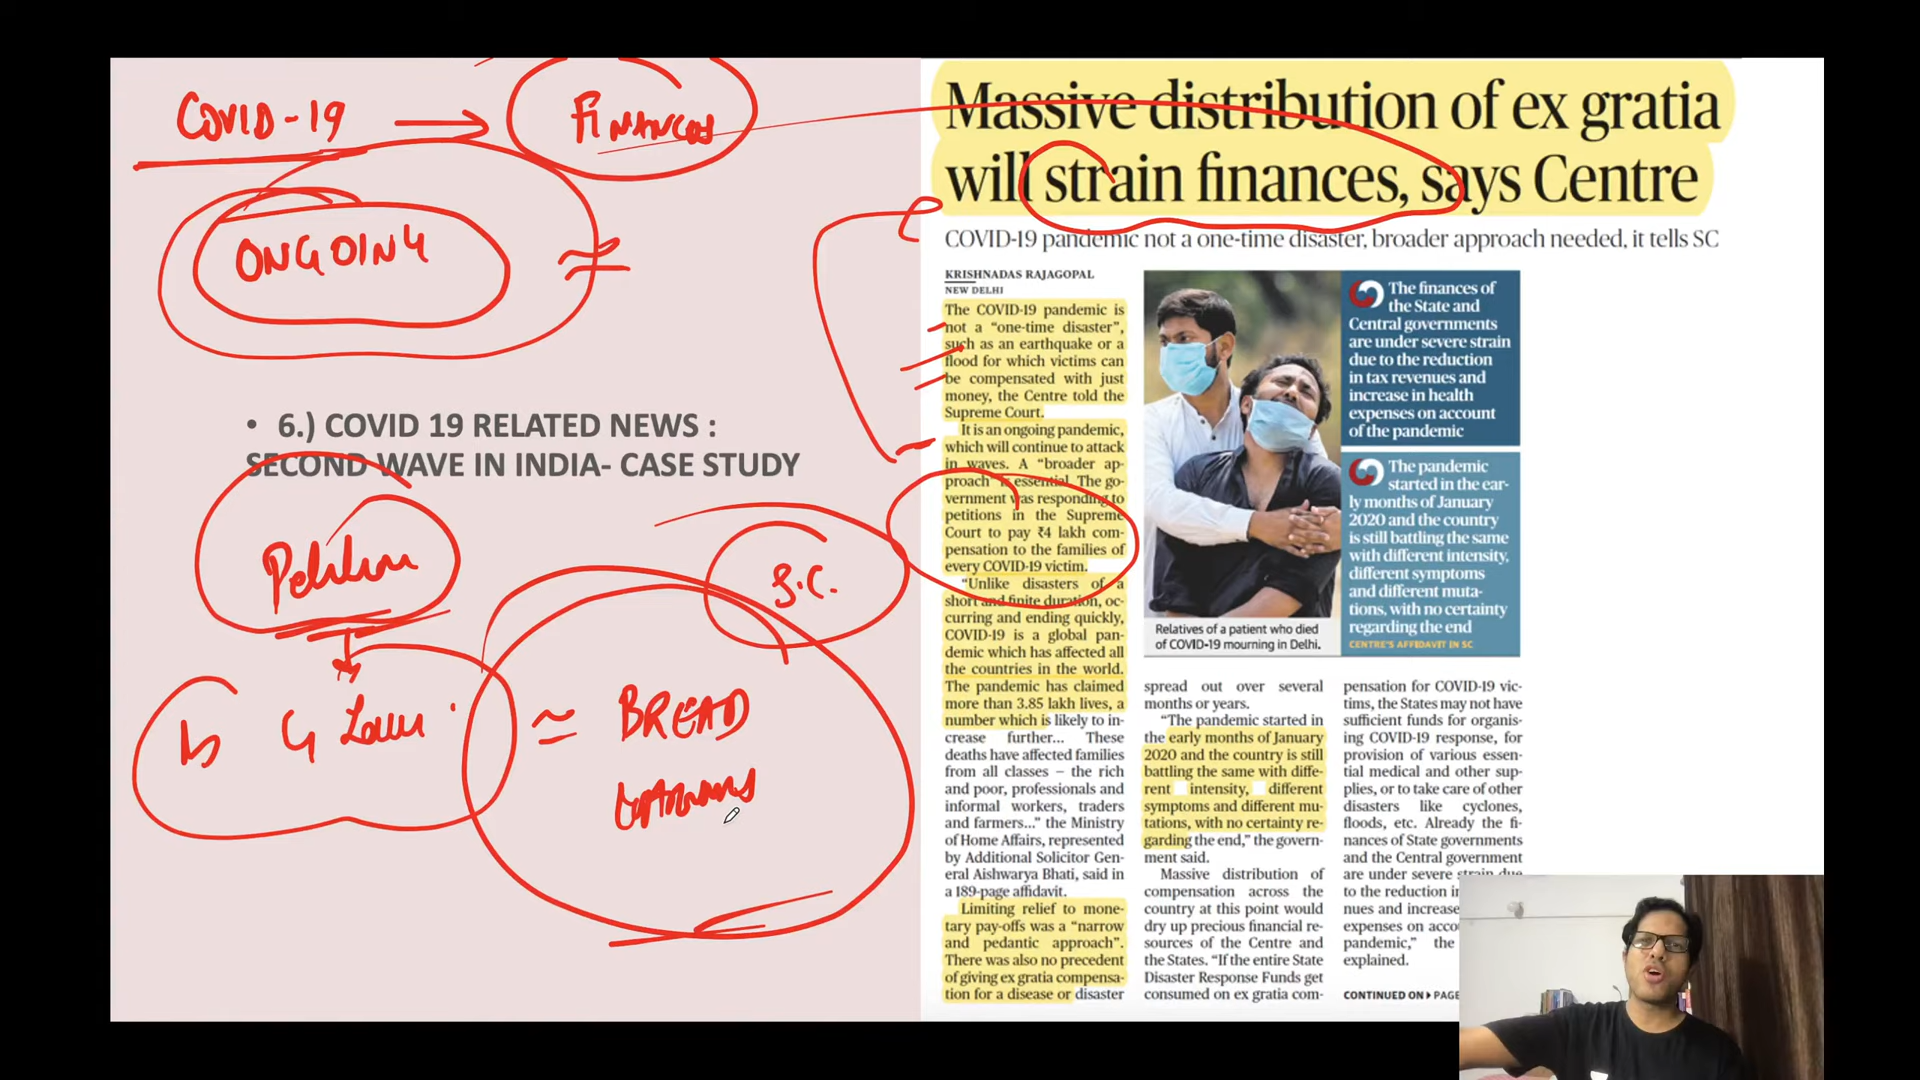 COVID-19 → FINANCES
ONGOING
• 6.) COVID 19 RELATED NEWS :
SECOND WAVE IN INDIA- CASE STUDY
Petition
S.C.
4 Lakh
BREAD
Massive distribution of ex gratia
will strain finances, says Centre
COVID-19 pandemic not a one-time disaster, broader approach needed, it tells SC
KRISHNADAS RAJAGOPAL
NEW DELHI
The COVID-19 pandemic is
not a “one-time disaster”,
such as an earthquake or a
flood for which victims can
be compensated with just
money, the Centre told the
Supreme Court.
It is an ongoing pandemic,
which will continue to attack
in waves. A “broader ap-
proach” is essential. The go-
vernment was responding to
petitions in the Supreme
Court to pay ₹4 lakh com-
pensation to the families of
every COVID-19 victim.
“Unlike disasters of a
short and finite duration, oc-
curring and ending quickly,
COVID-19 is a global pan-
demic which has affected all
the countries in the world.
The pandemic has claimed
more than 3.85 lakh lives, a
number which is likely to in-
crease further... These
deaths have affected families
from all classes – the rich
and poor, professionals and
informal workers, traders
and farmers...” the Ministry
of Home Affairs, represented
by Additional Solicitor Gen-
eral Aishwarya Bhati, said in
a 189-page affidavit.
Limiting relief to mone-
tary pay-offs was a “narrow
and pedantic approach”.
There was also no precedent
of giving ex gratia compensa-
tion for a disease or disaster
Relatives of a patient who died
of COVID-19 mourning in Delhi.
The finances of
the State and
Central governments
are under severe strain
due to the reduction
in tax revenues and
increase in health
expenses on account
of the pandemic
The pandemic
started in the ear-
ly months of January
2020 and the country
is still battling the same
with different intensity,
different symptoms
and different muta-
tions, with no certainty
regarding the end
CENTRE'S AFFIDAVIT IN SC
spread out over several
months or years.
“The pandemic started in
the early months of January
2020 and the country is still
battling the same with diffe-
rent intensity, different
symptoms and different mu-
tations, with no certainty re-
garding the end,” the govern-
ment said.
Massive distribution of
compensation across the
country at this point would
dry up precious financial re-
sources of the Centre and
the States. “If the entire State
Disaster Response Funds get
consumed on ex gratia com-
pensation for COVID-19 vic-
tims, the States may not have
sufficient funds for organis-
ing COVID-19 response, for
provision of various essen-
tial medical and other sup-
plies, or to take care of other
disasters like cyclones,
floods, etc. Already the fi-
nances of State governments
and the Central government
are under severe strain due
to the reduction in
nues and increase
expenses on acco
pandemic,” the
explained.
CONTINUED ON ▸ PAGE